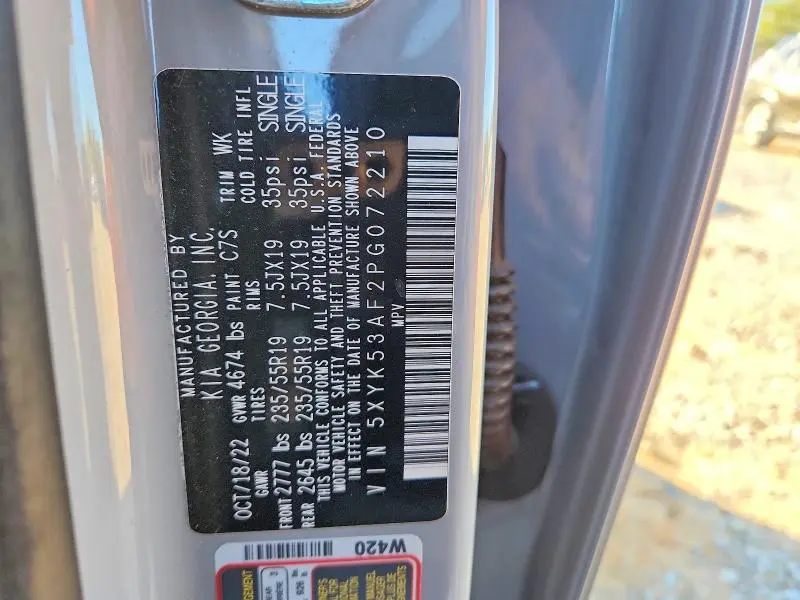 MANUFACTURED BY
KIA GEORGIA, INC.
OCT/18/22 GVWR 4674 lbs PAINT C7S TRIM WK
GAWR TIRES RIMS COLD TIRE INFL
FRONT 2777 lbs 235/55R19 7.5JX19 35psi SINGLE
REAR 2645 lbs 235/55R19 7.5JX19 35psi SINGLE
THIS VEHICLE CONFORMS TO ALL APPLICABLE U.S.A. FEDERAL
MOTOR VEHICLE SAFETY AND THEFT PREVENTION STANDARDS
IN EFFECT ON THE DATE OF MANUFACTURE SHOWN ABOVE
VIN 5XYK53AF2PG072210
MPV
W420
MANUEL